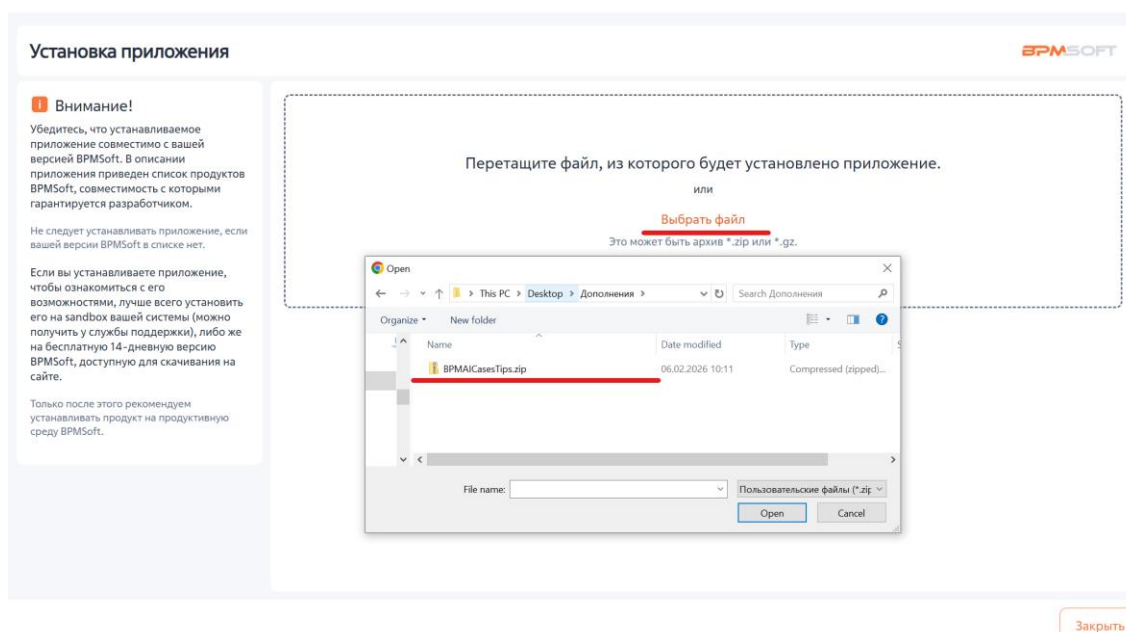 Установка приложения
BPMSOFT
Внимание!
Убедитесь, что устанавливаемое
приложение совместимо с вашей
версией BPMSoft. В описании
приложения приведен список продуктов
BPMSoft, совместимость с которыми
гарантируется разработчиком.
Не следует устанавливать приложение, если
вашей версии BPMSoft в списке нет.
Если вы устанавливаете приложение,
чтобы ознакомиться с его
возможностями, лучше всего установить
его на sandbox вашей системы (можно
получить у службы поддержки), либо же
на бесплатную 14-дневную версию
BPMSoft, доступную для скачивания на
сайте.
Только после этого рекомендуем
устанавливать продукт на продуктивную
среду BPMSoft.
Перетащите файл, из которого будет установлено приложение.
или
Выбрать файл
Это может быть архив *.zip или *.gz.
Open
This PC > Desktop > Дополнения >
Search Дополнения
Organize
New folder
Name
Date modified
Type
BPMAICasesTips.zip
06.02.2026 10:11
Compressed (zipped)...
File name:
Пользовательские файлы (*.zip
Open
Cancel
Закрыть